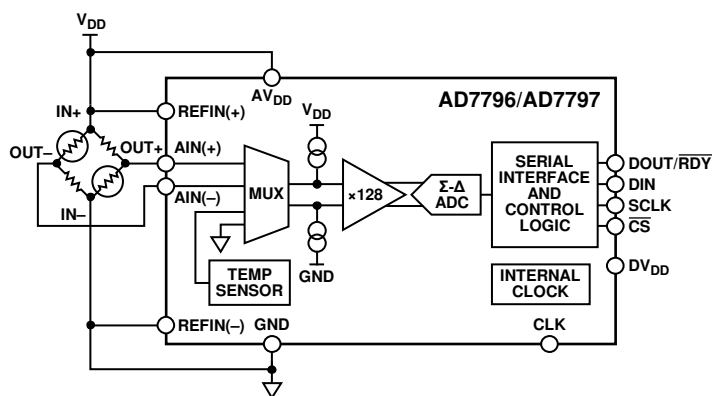 VDD
IN+
OUT–
OUT+
IN–
REFIN(+)
AIN(+)
AIN(–)
REFIN(–)
AVDD
AD7796/AD7797
VDD
MUX
GND
×128
Σ-Δ
ADC
SERIAL
INTERFACE
AND
CONTROL
LOGIC
TEMP
SENSOR
INTERNAL
CLOCK
DOUT/RDY
DIN
SCLK
CS
DVDD
GND
CLK